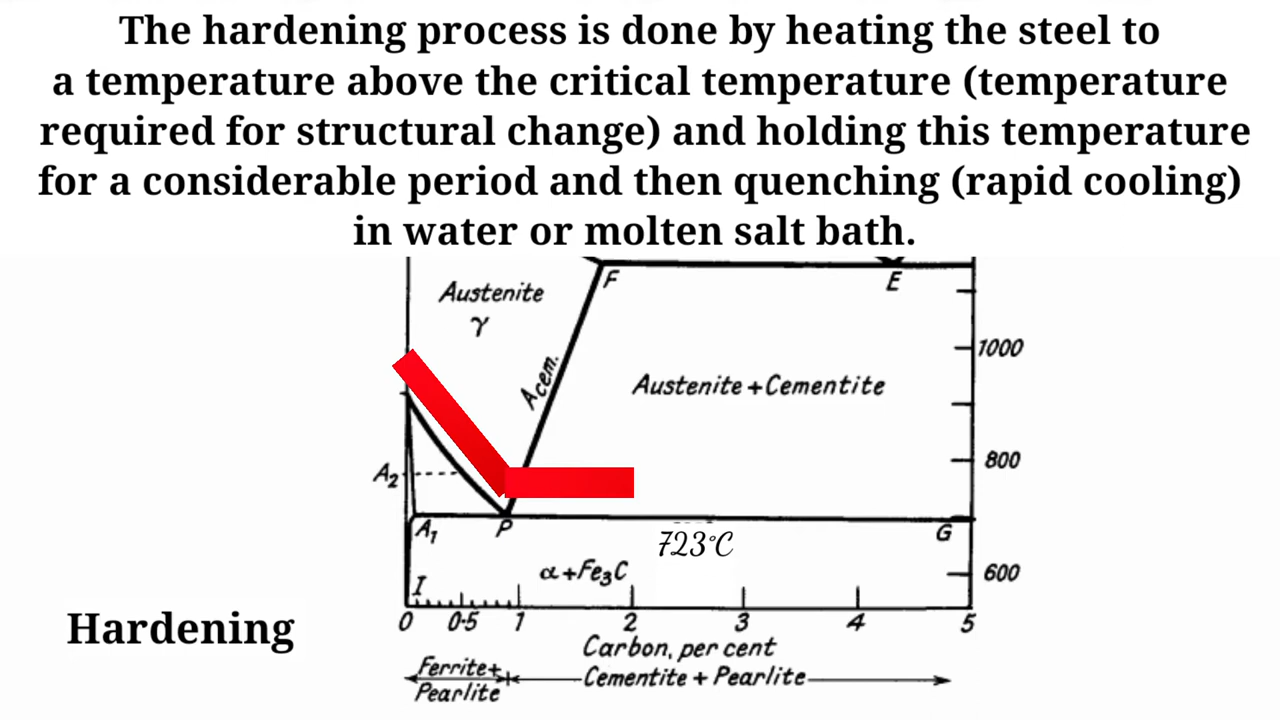 The hardening process is done by heating the steel to
a temperature above the critical temperature (temperature
required for structural change) and holding this temperature
for a considerable period and then quenching (rapid cooling)
in water or molten salt bath.
F
E
Austenite
γ
1000
Acem.
Austenite + Cementite
A2
800
A1
P
G
723°C
α+Fe3C
600
I
0 0·5 1 2 3 4 5
Hardening
Carbon, per cent
Ferrite+
Pearlite
Cementite + Pearlite